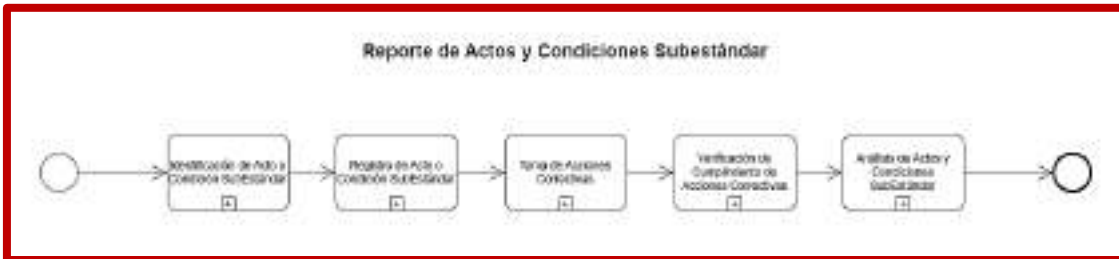 Reporte de Actos y Condiciones Subestándar
Identificación de Acto o
Condición SubEstándar
Registro de Acto o
Condición SubEstándar
Toma de Acciones
Correctivas
Verificación de
Cumplimiento de
Acciones Correctivas
Análisis de Actos y
Condiciones
SubEstándar